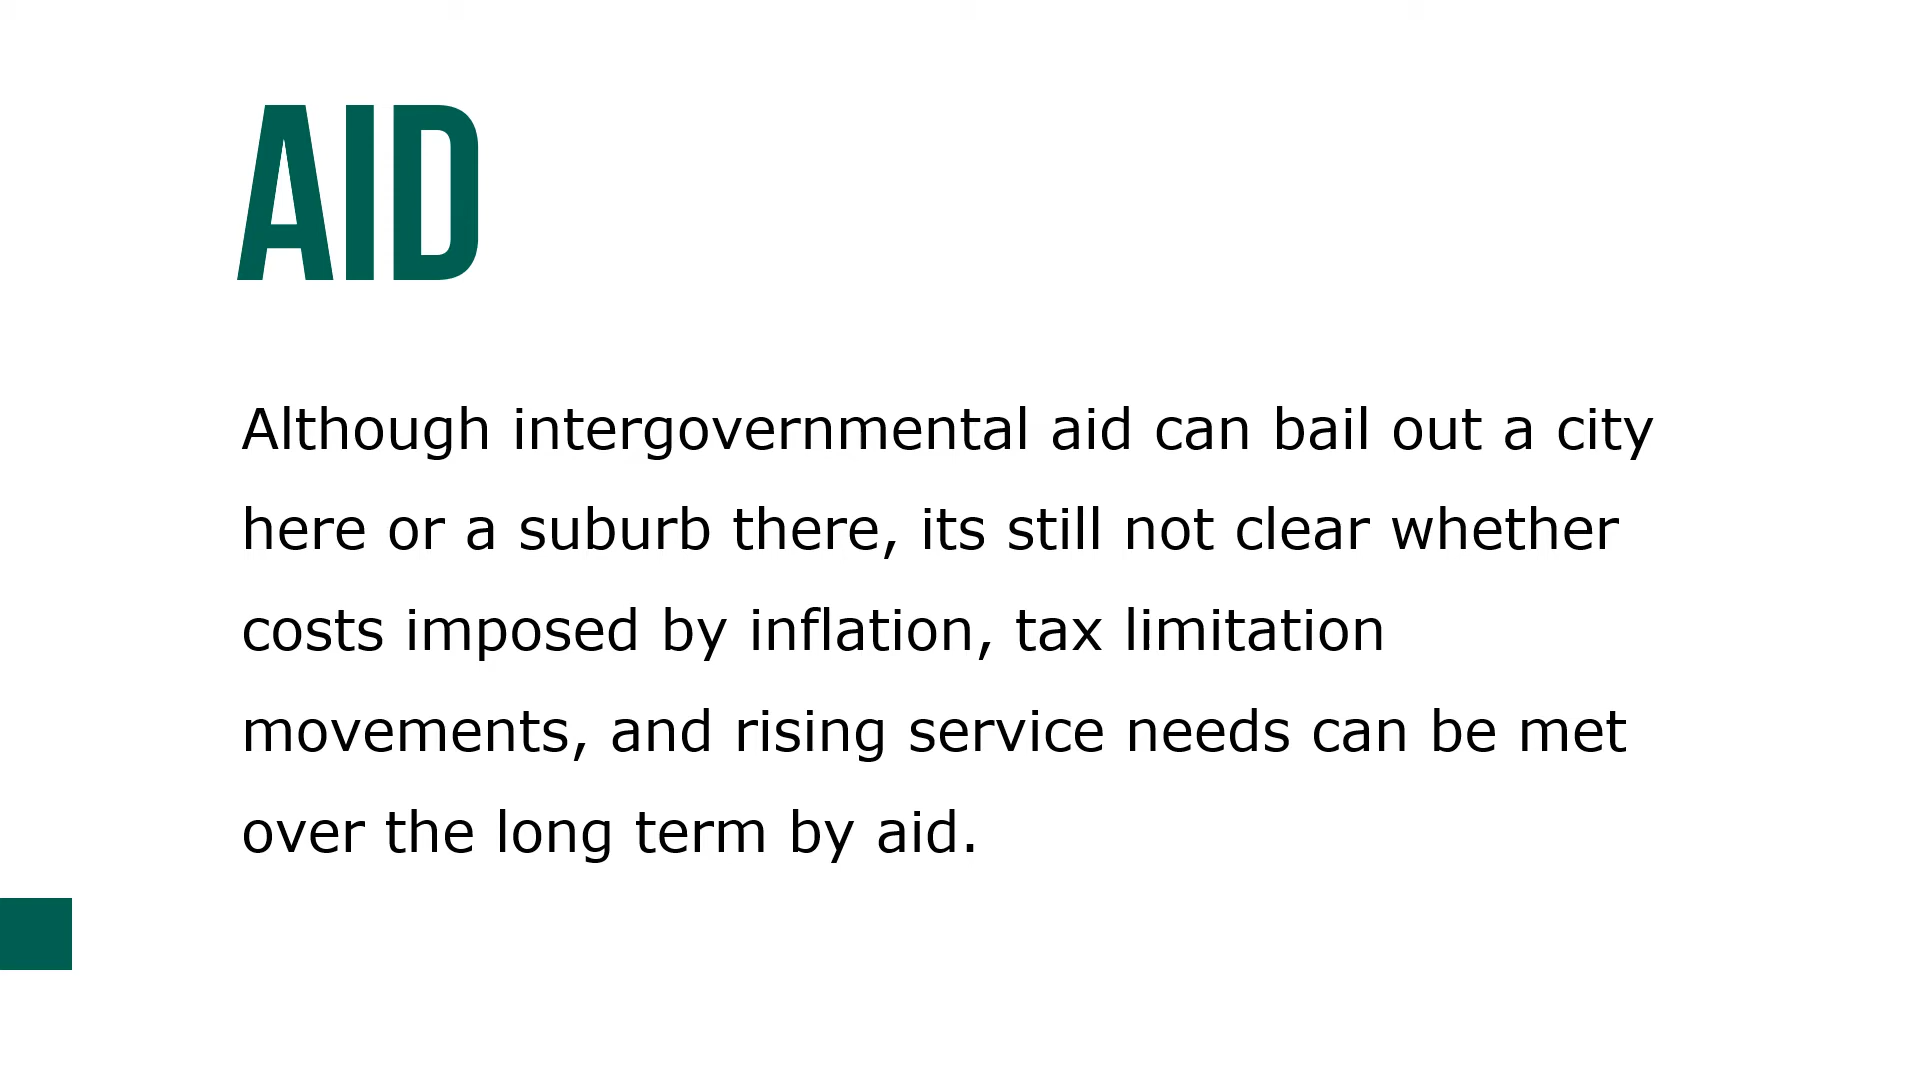 AID
Although intergovernmental aid can bail out a city
here or a suburb there, its still not clear whether
costs imposed by inflation, tax limitation
movements, and rising service needs can be met
over the long term by aid.